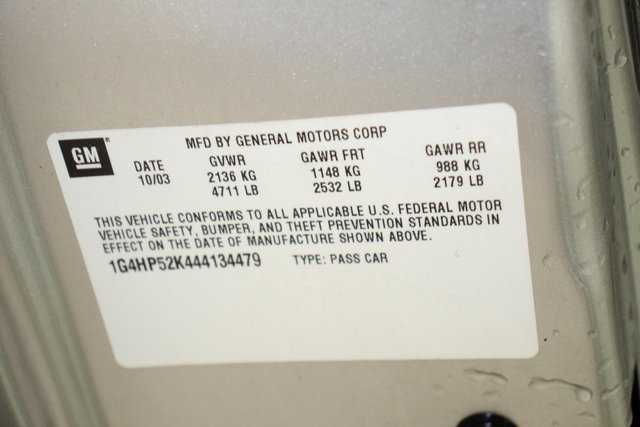 MFD BY GENERAL MOTORS CORP
GM
DATE GVWR GAWR FRT GAWR RR
10/03 2136 KG 1148 KG 988 KG
4711 LB 2532 LB 2179 LB
THIS VEHICLE CONFORMS TO ALL APPLICABLE U.S. FEDERAL MOTOR
VEHICLE SAFETY, BUMPER, AND THEFT PREVENTION STANDARDS IN
EFFECT ON THE DATE OF MANUFACTURE SHOWN ABOVE.
1G4HP52K444134479 TYPE: PASS CAR